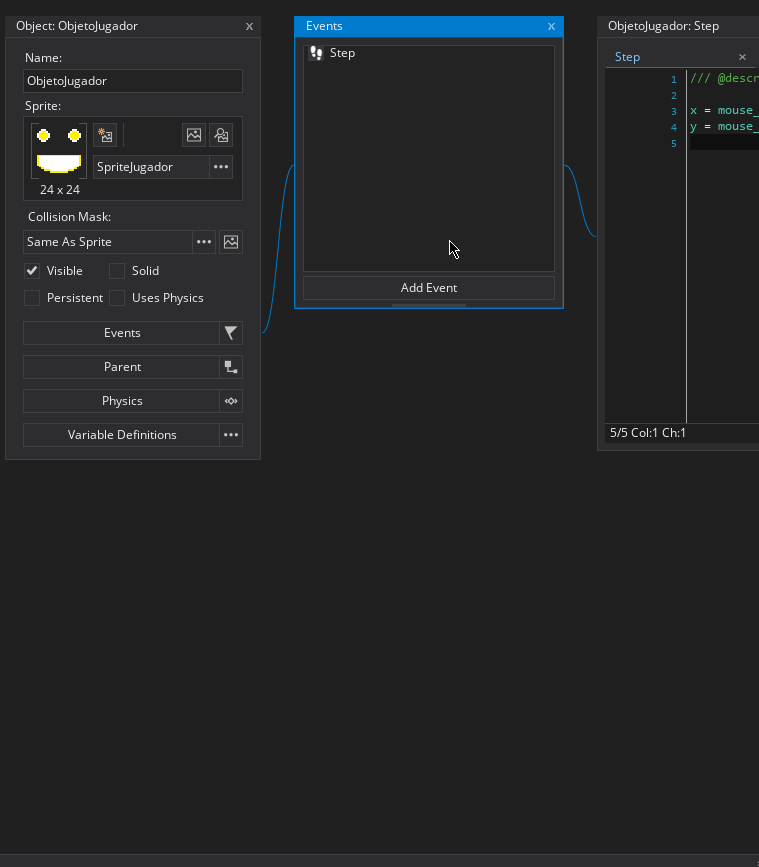 Object: ObjetoJugador x
Name:
ObjetoJugador
Sprite:
SpriteJugador
24 x 24
Collision Mask:
Same As Sprite
Visible Solid
Persistent Uses Physics
Events
Parent
Physics
Variable Definitions
Events x
Step
Add Event
ObjetoJugador: Step
Step ×
1 /// @descr
2
3 x = mouse_
4 y = mouse_
5
5/5 Col:1 Ch:1